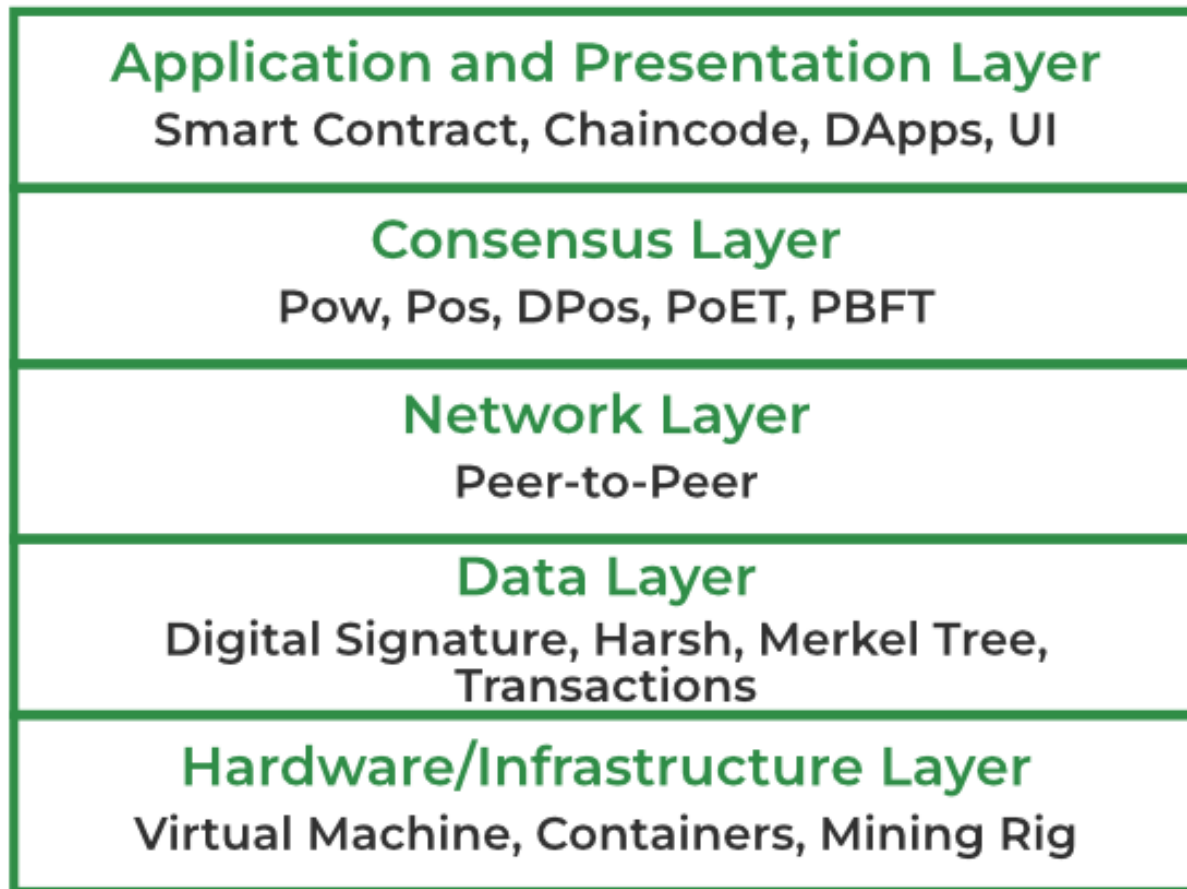 Application and Presentation Layer
Smart Contract, Chaincode, DApps, UI
Consensus Layer
Pow, Pos, DPos, PoET, PBFT
Network Layer
Peer-to-Peer
Data Layer
Digital Signature, Harsh, Merkel Tree,
Transactions
Hardware/Infrastructure Layer
Virtual Machine, Containers, Mining Rig